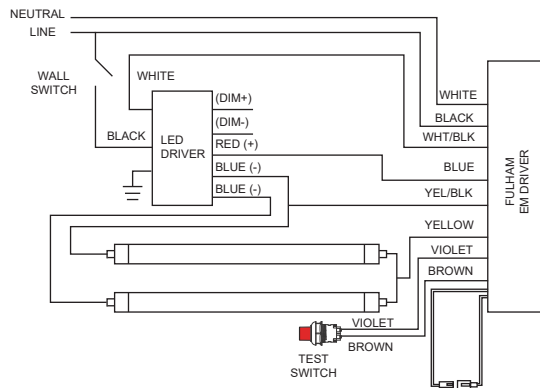 NEUTRAL
LINE
WALL
SWITCH
WHITE
BLACK
LED
DRIVER
(DIM+)
(DIM-)
RED (+)
BLUE (-)
BLUE (-)
WHITE
BLACK
WHT/BLK
BLUE
YEL/BLK
YELLOW
VIOLET
BROWN
FULHAM
EM DRIVER
VIOLET
BROWN
TEST
SWITCH